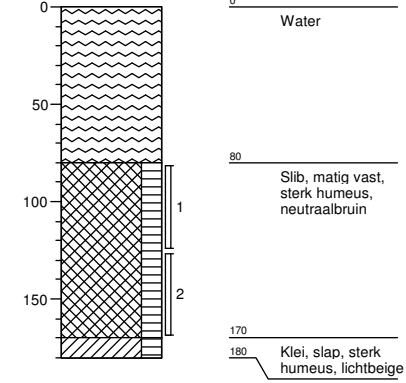 0
0
Water
50
80
Slib, matig vast,
sterk humeus,
neutraalbruin
100
1
150
2
170
180
Klei, slap, sterk
humeus, lichtbeige